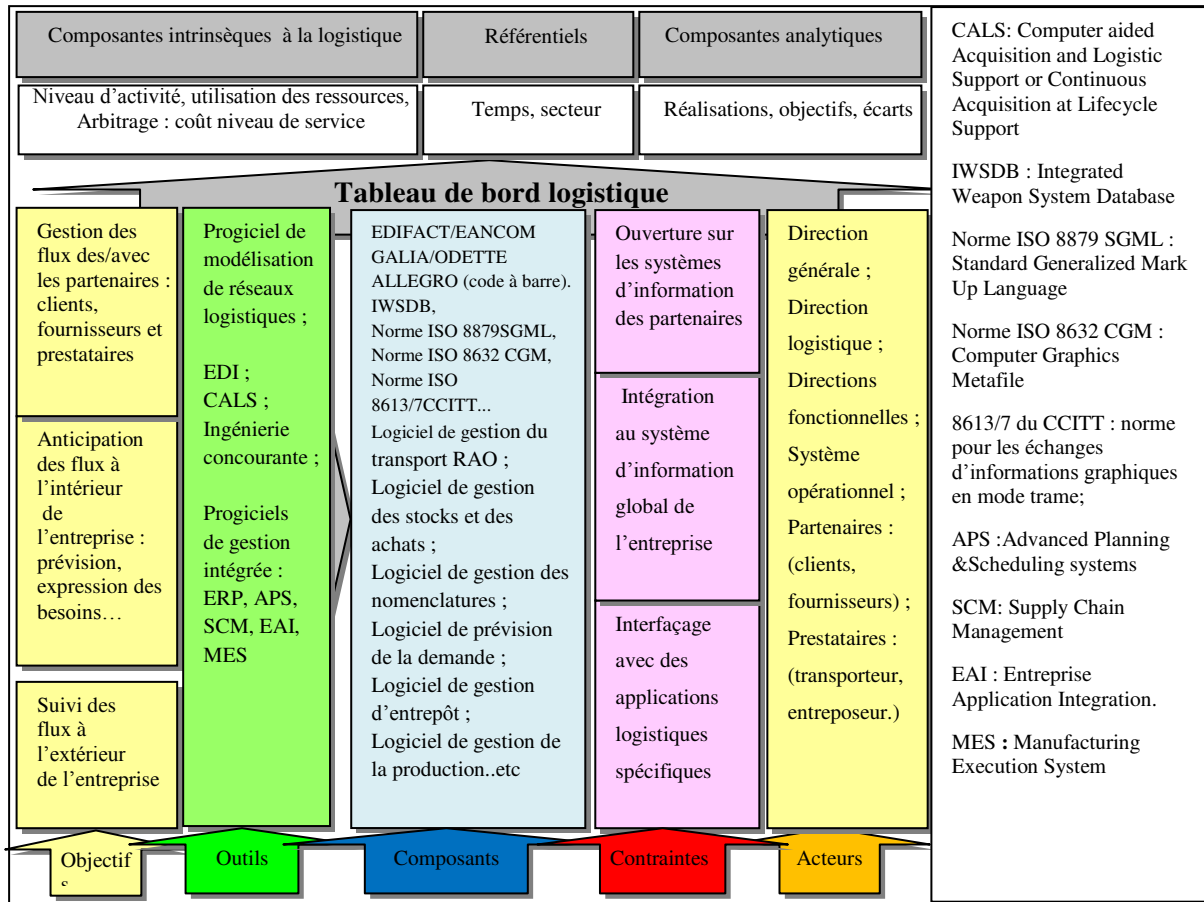 Composantes intrinsèques à la logistique
Référentiels
Composantes analytiques
Niveau d'activité, utilisation des ressources,
Arbitrage : coût niveau de service
Temps, secteur
Réalisations, objectifs, écarts
Tableau de bord logistique
Gestion des
flux des/avec
les partenaires :
clients,
fournisseurs et
prestataires
Anticipation
des flux à
l'intérieur
de
l'entreprise :
prévision,
expression des
besoins…
Suivi des
flux à
l'extérieur
de l'entreprise
Objectif
s
Progiciel de
modélisation
de réseaux
logistiques ;
EDI ;
CALS ;
Ingénierie
concourante ;
Progiciels
de gestion
intégrée :
ERP, APS,
SCM, EAI,
MES
Outils
EDIFACT/EANCOM
GALIA/ODETTE
ALLEGRO (code à barre).
IWSDB,
Norme ISO 8879SGML,
Norme ISO 8632 CGM,
Norme ISO
8613/7CCITT...
Logiciel de gestion du
transport RAO ;
Logiciel de gestion
des stocks et des
achats ;
Logiciel de gestion des
nomenclatures ;
Logiciel de prévision
de la demande ;
Logiciel de gestion
d'entrepôt ;
Logiciel de gestion de
la production..etc
Composants
Ouverture sur
les systèmes
d'information
des partenaires
Intégration
au système
d'information
global de
l'entreprise
Interfaçage
avec des
applications
logistiques
spécifiques
Contraintes
Direction
générale ;
Direction
logistique ;
Directions
fonctionnelles ;
Système
opérationnel ;
Partenaires :
(clients,
fournisseurs) ;
Prestataires :
(transporteur,
entreposeur.)
Acteurs
CALS: Computer aided
Acquisition and Logistic
Support or Continuous
Acquisition at Lifecycle
Support
IWSDB : Integrated
Weapon System Database
Norme ISO 8879 SGML :
Standard Generalized Mark
Up Language
Norme ISO 8632 CGM :
Computer Graphics
Metafile
8613/7 du CCITT : norme
pour les échanges
d'informations graphiques
en mode trame;
APS :Advanced Planning
&Scheduling systems
SCM: Supply Chain
Management
EAI : Entreprise
Application Integration.
MES : Manufacturing
Execution System